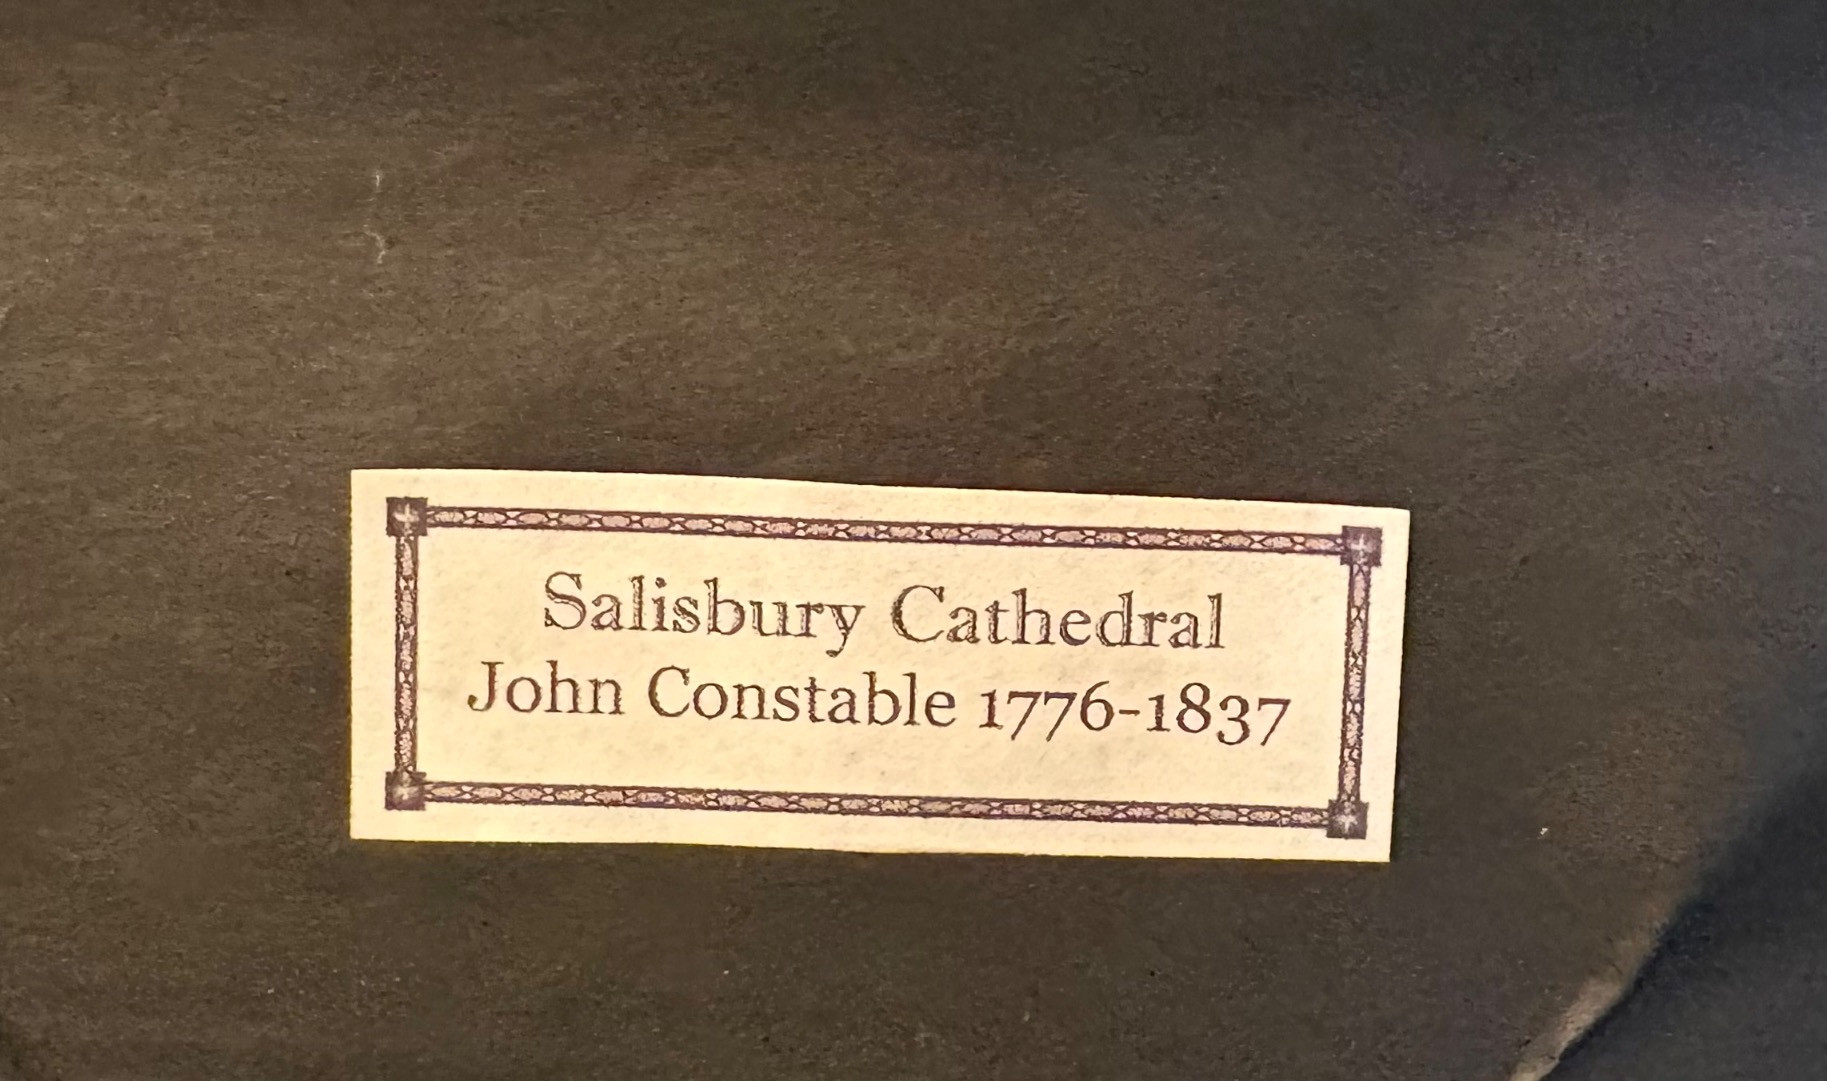 Salisbury Cathedral
John Constable 1776-1837